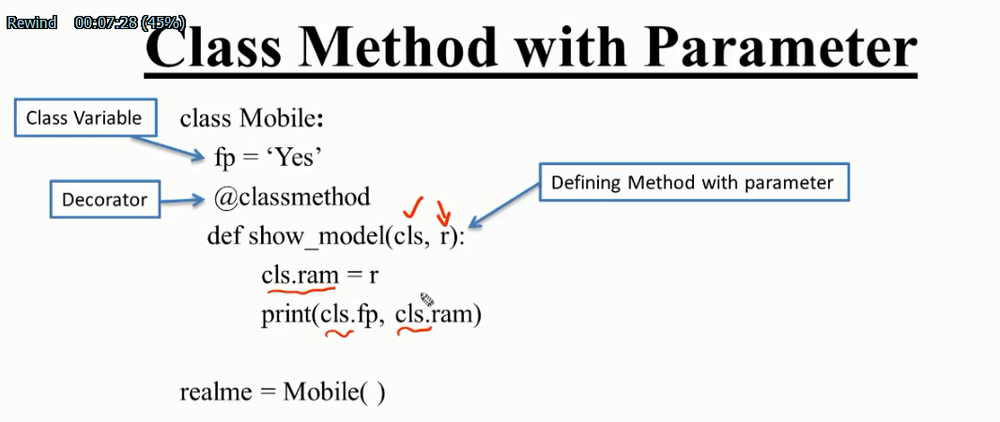 Rewind 00:07:28 (45%)
Class Method with Parameter
Class Variable
class Mobile:
fp = ‘Yes’
Decorator
@classmethod
Defining Method with parameter
def show_model(cls, r):
cls.ram = r
print(cls.fp, cls.ram)
realme = Mobile( )